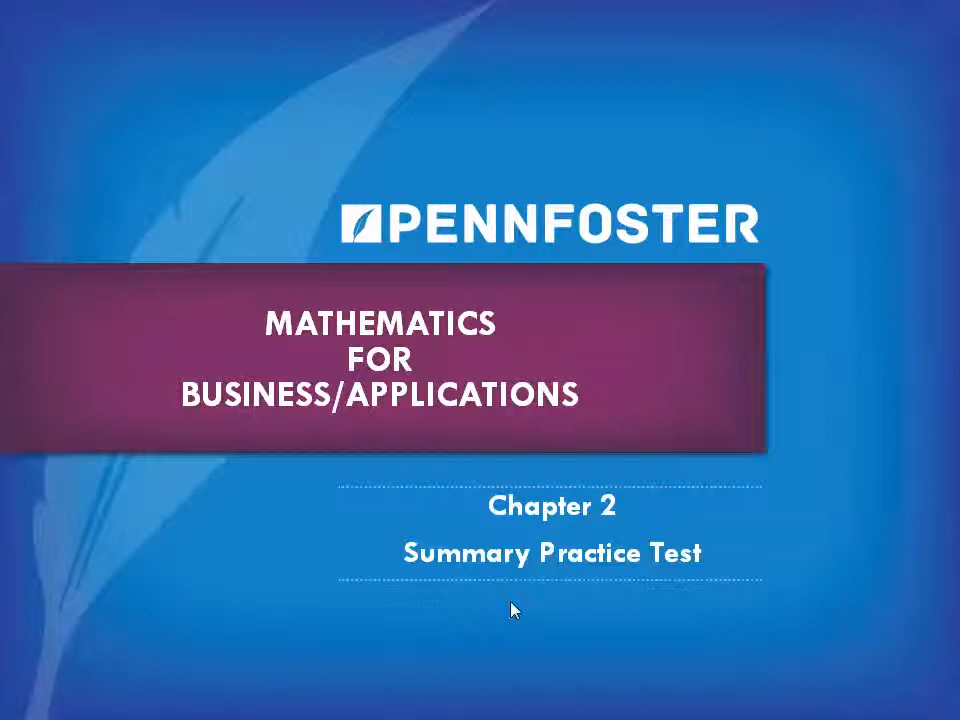 PENNFOSTER
MATHEMATICS
FOR
BUSINESS/APPLICATIONS
Chapter 2
Summary Practice Test